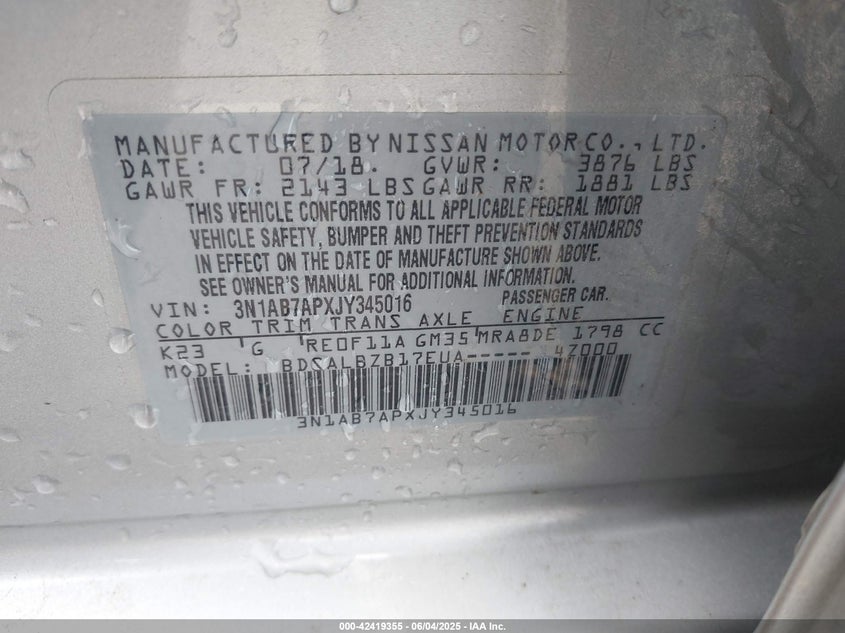 MANUFACTURED BY NISSAN MOTOR CO., LTD.
DATE: 07/18. GVWR: 3876 LBS
GAWR FR: 2143 LBS GAWR RR: 1881 LBS
THIS VEHICLE CONFORMS TO ALL APPLICABLE FEDERAL MOTOR
VEHICLE SAFETY, BUMPER AND THEFT PREVENTION STANDARDS
IN EFFECT ON THE DATE OF MANUFACTURE SHOWN ABOVE.
SEE OWNER'S MANUAL FOR ADDITIONAL INFORMATION.
VIN: 3N1AB7APXJY345016 PASSENGER CAR.
COLOR TRIM TRANS AXLE ENGINE
K23 'G 'RE0F11A GM35'MRA8DE 1798 CC
MODEL: BDSALBZB17EUA----- 4Z000
3N1AB7APXJY345016
000-42419355 | 06/04/2025 - IAA Inc.